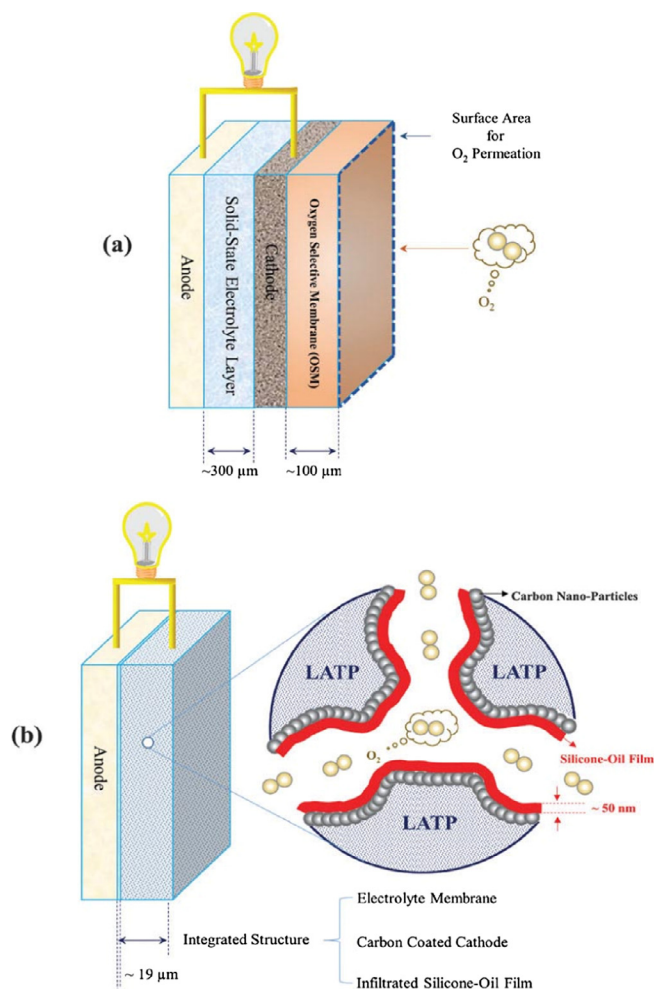 Surface Area
for
O₂ Permeation
(a)
Anode
Solid-State Electrolyte
Layer
Cathode
Oxygen Selective Membrane (OSM)
O₂
~300 µm
~100 µm
(b)
Anode
Carbon Nano-Particles
LATP
LATP
O₂
Silicone-Oil Film
LATP
~ 50 nm
Electrolyte Membrane
Integrated Structure
Carbon Coated Cathode
~ 19 µm
Infiltrated Silicone-Oil Film